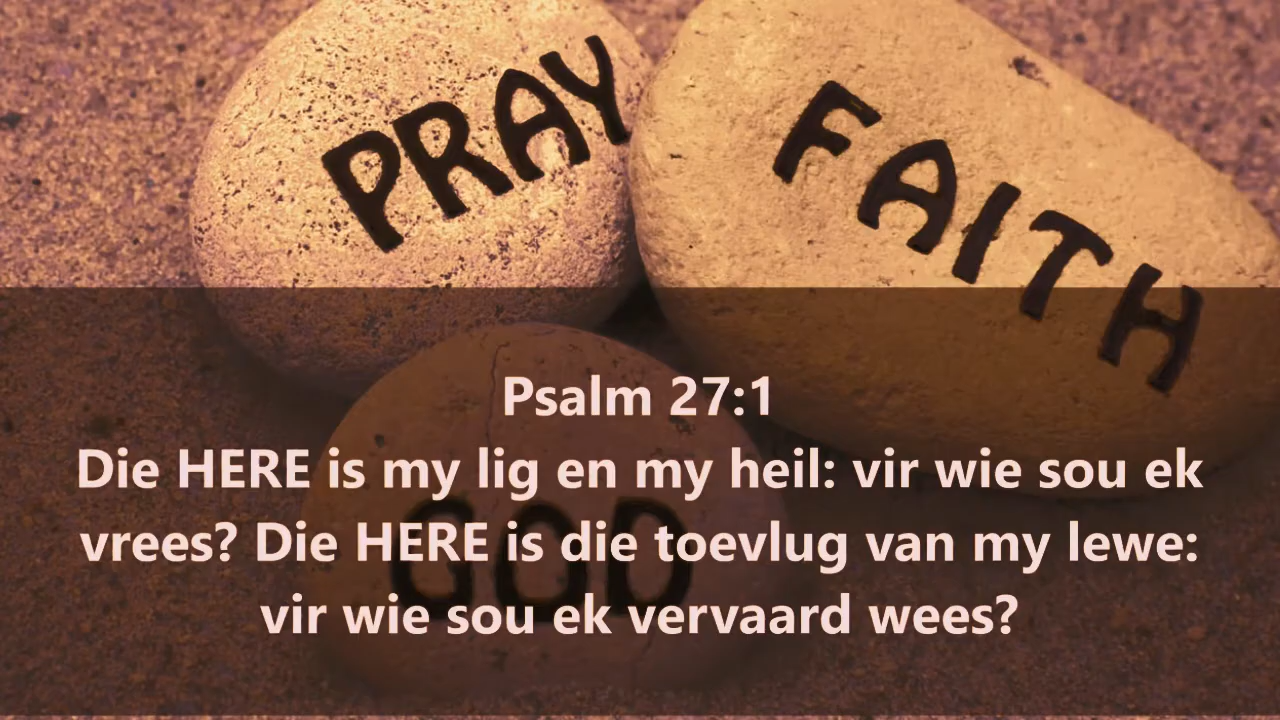 PRAY
FAITH
GOD
Psalm 27:1
Die HERE is my lig en my heil: vir wie sou ek
vrees? Die HERE is die toevlug van my lewe:
vir wie sou ek vervaard wees?